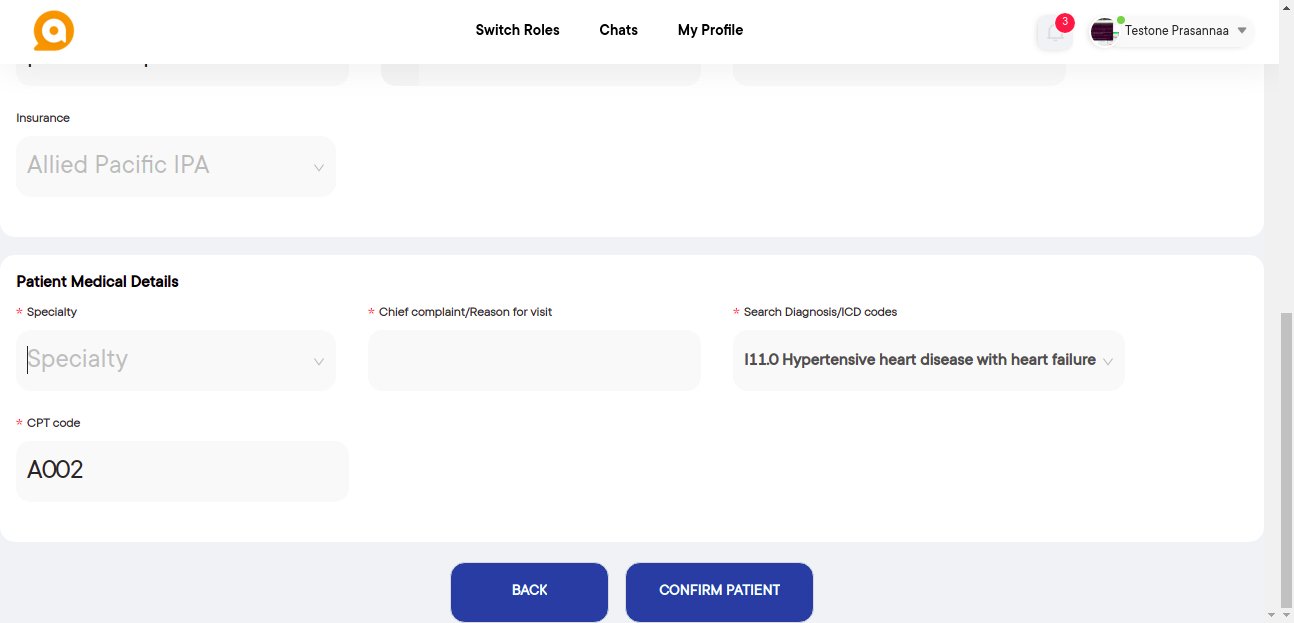 Switch Roles
Chats
My Profile
3
Testone Prasannaa
Insurance
Allied Pacific IPA
Patient Medical Details
* Specialty
* Chief complaint/Reason for visit
* Search Diagnosis/ICD codes
Specialty
I11.0 Hypertensive heart disease with heart failure
* CPT code
A002
BACK
CONFIRM PATIENT